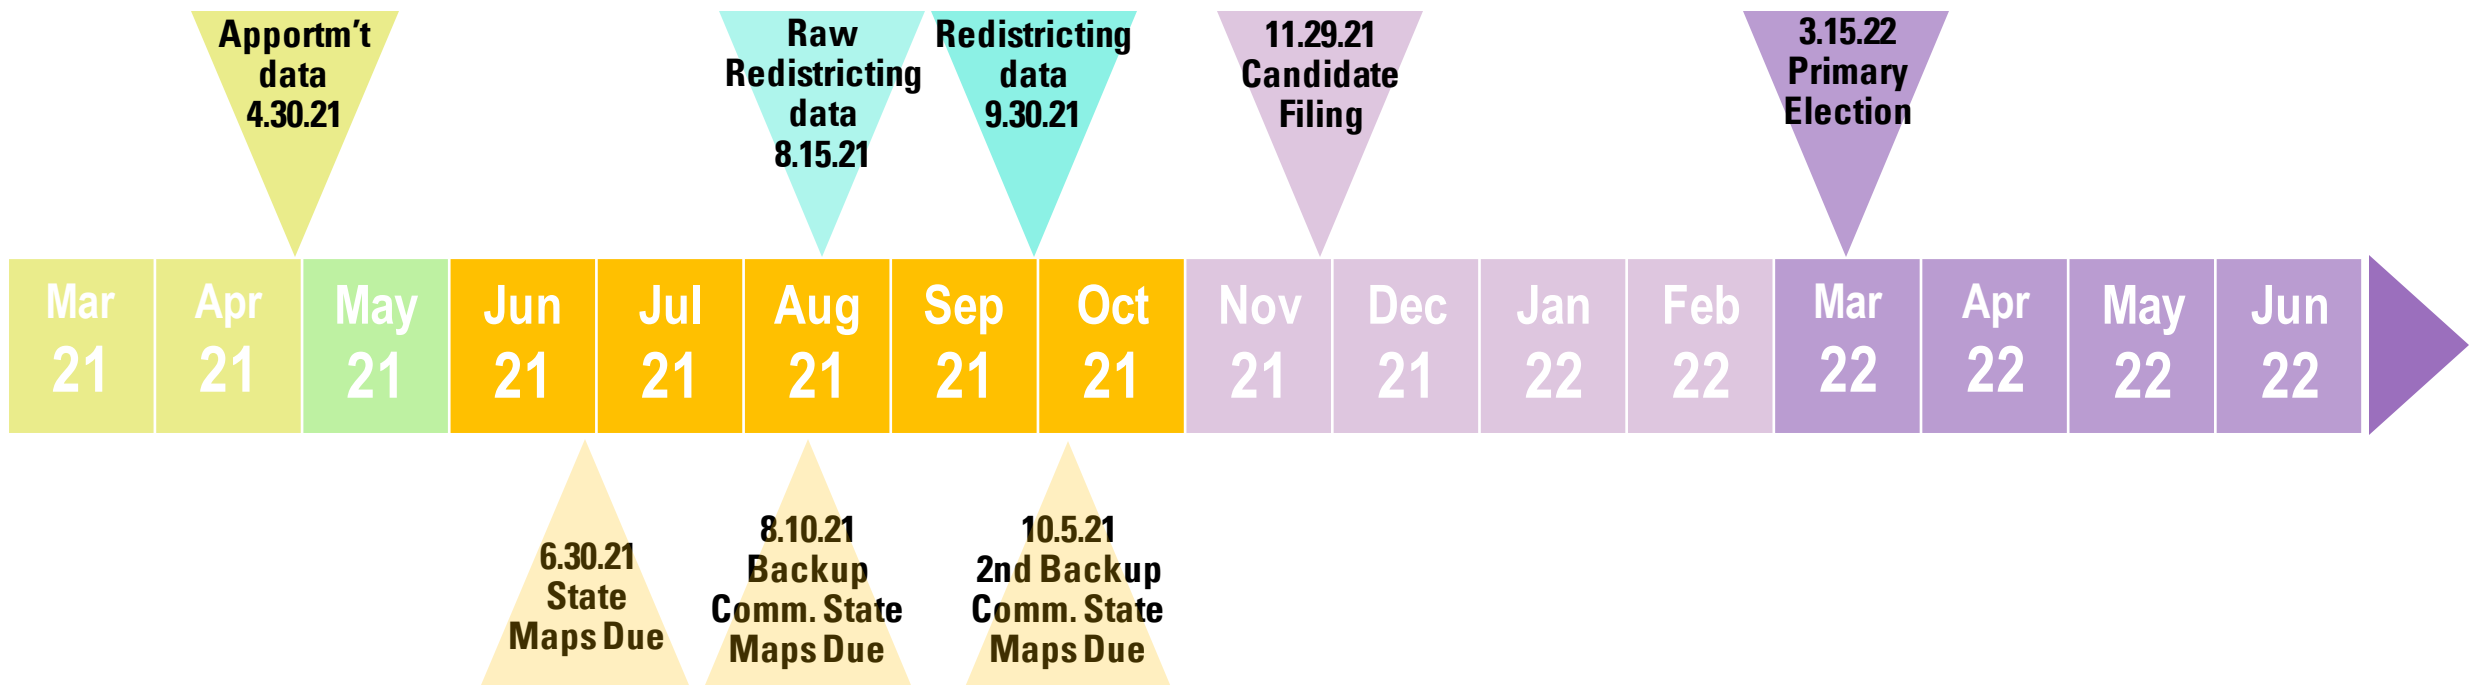 Apportm't
data
4.30.21
Raw
Redistricting
data
8.15.21
Redistricting
data
9.30.21
11.29.21
Candidate
Filing
3.15.22
Primary
Election
Mar
21
Apr
21
May
21
Jun
21
Jul
21
Aug
21
Sep
21
Oct
21
Nov
21
Dec
21
Jan
22
Feb
22
Mar
22
Apr
22
May
22
Jun
22
6.30.21
State
Maps Due
8.10.21
Backup
Comm. State
Maps Due
10.5.21
2nd Backup
Comm. State
Maps Due